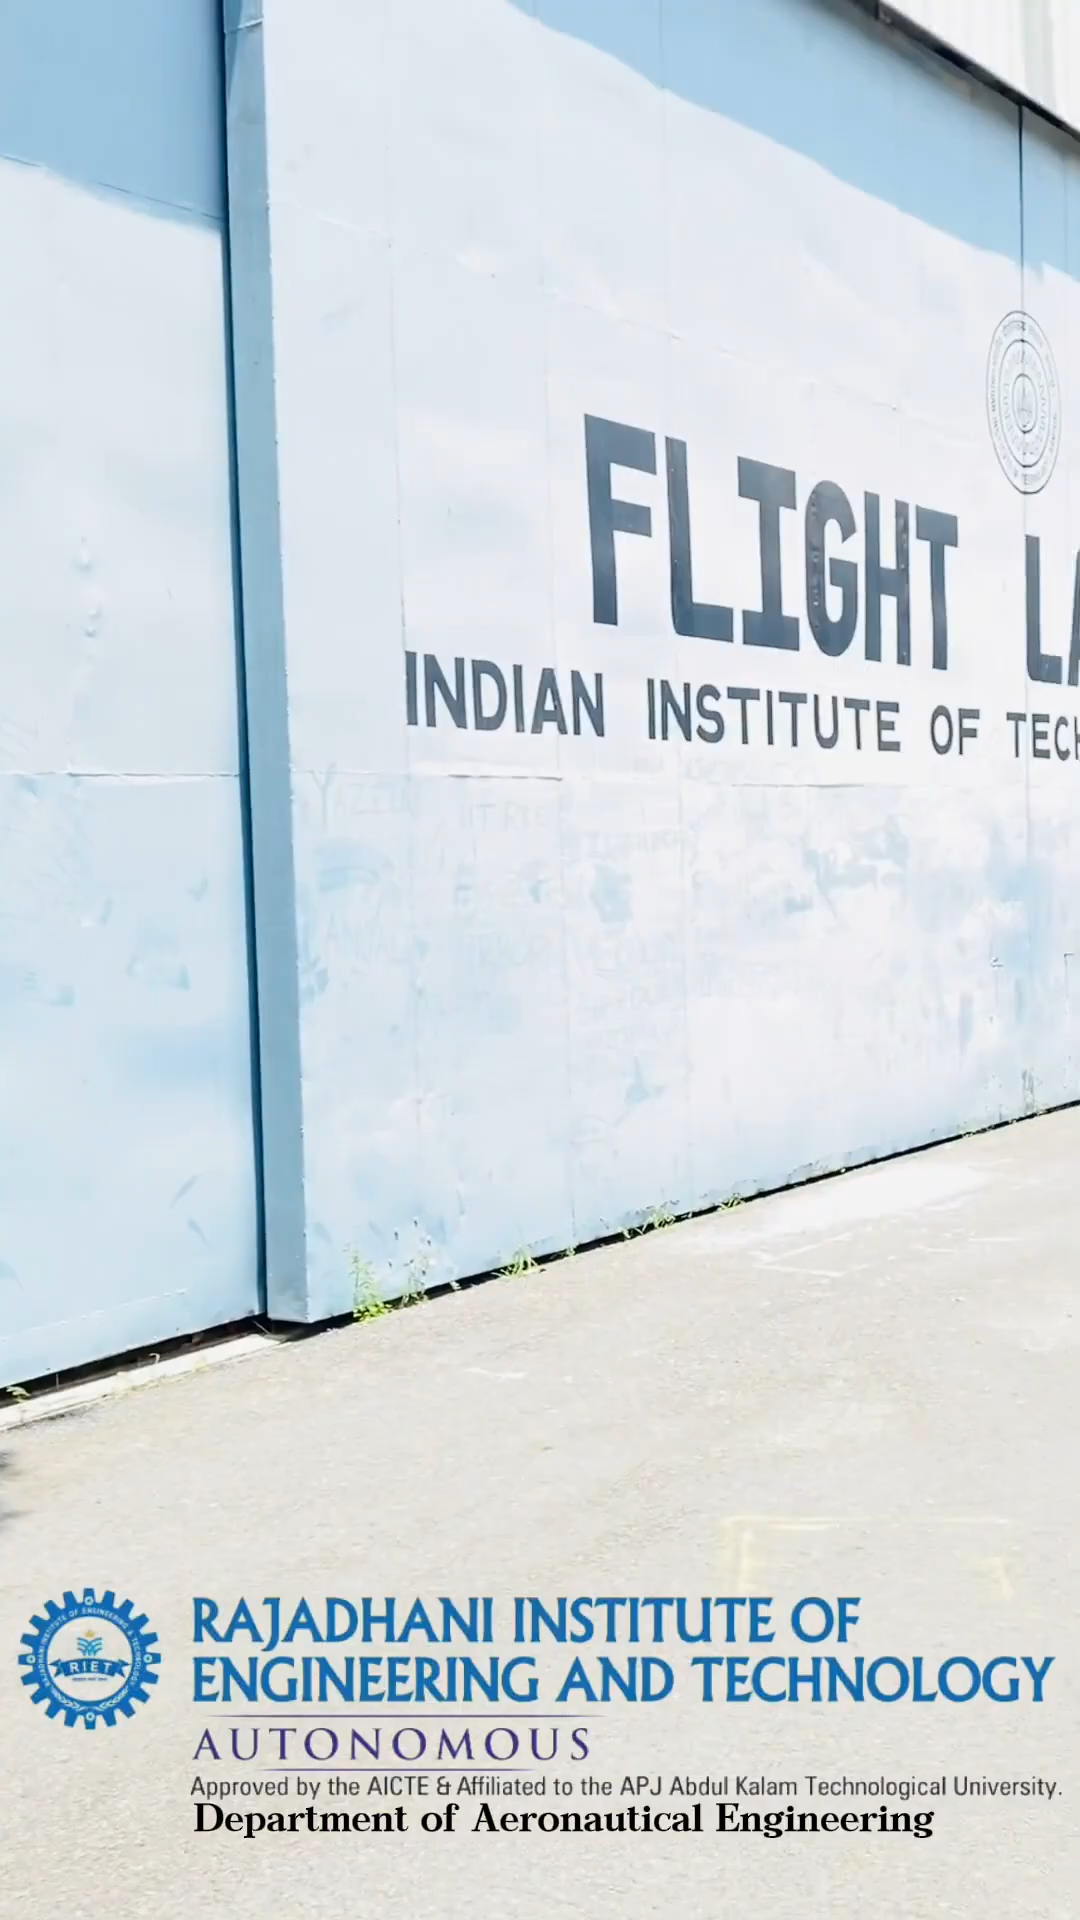 FLIGHT LA
INDIAN INSTITUTE OF TECH
RIET
RAJADHANI INSTITUTE OF
ENGINEERING AND TECHNOLOGY
AUTONOMOUS
Approved by the AICTE & Affiliated to the APJ Abdul Kalam Technological University.
Department of Aeronautical Engineering